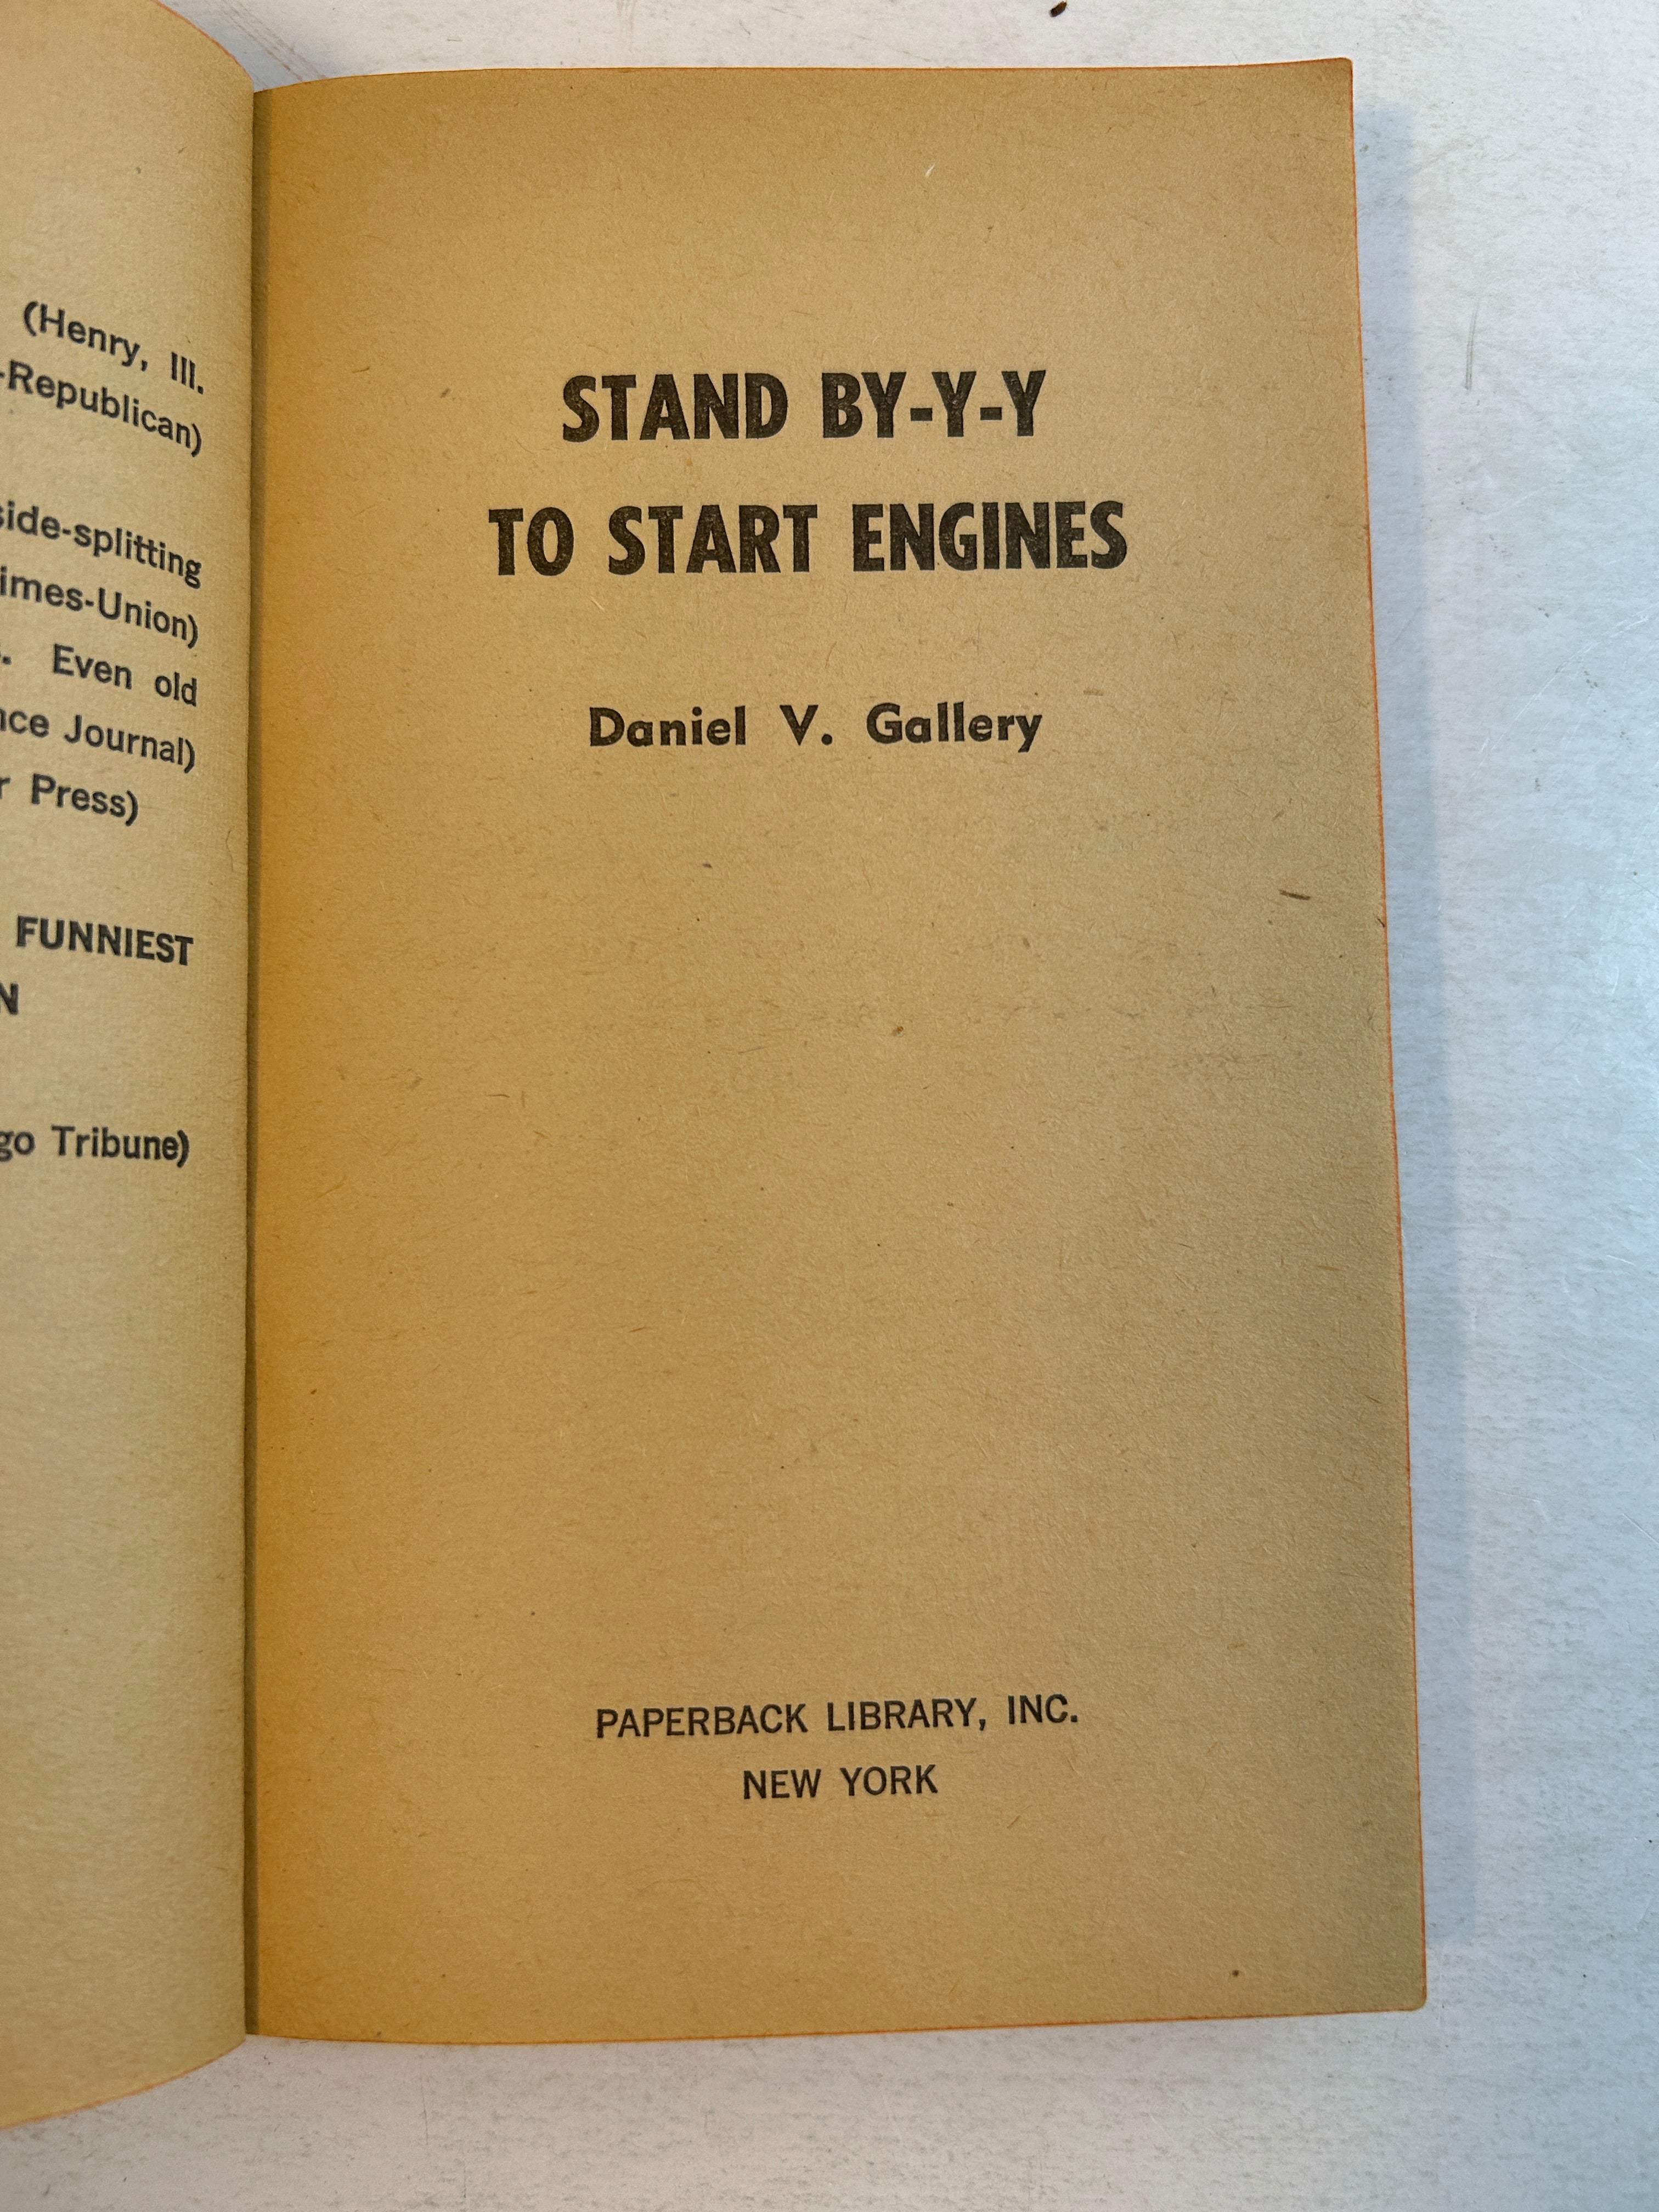 (Henry, Ill.
-Republican)
side-splitting
imes-Union)
. Even old
nce Journal)
r Press)
FUNNIEST
N
go Tribune)
STAND BY-Y-Y
TO START ENGINES
Daniel V. Gallery
PAPERBACK LIBRARY, INC.
NEW YORK